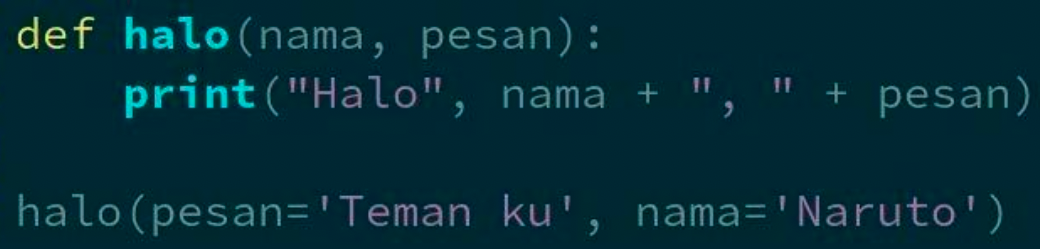 def halo(nama, pesan):
    print("Halo", nama + ", " + pesan)
halo(pesan='Teman ku', nama='Naruto')